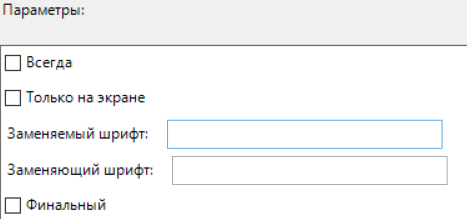 Параметры:
Всегда
Только на экране
Заменяемый шрифт:
Заменяющий шрифт:
Финальный